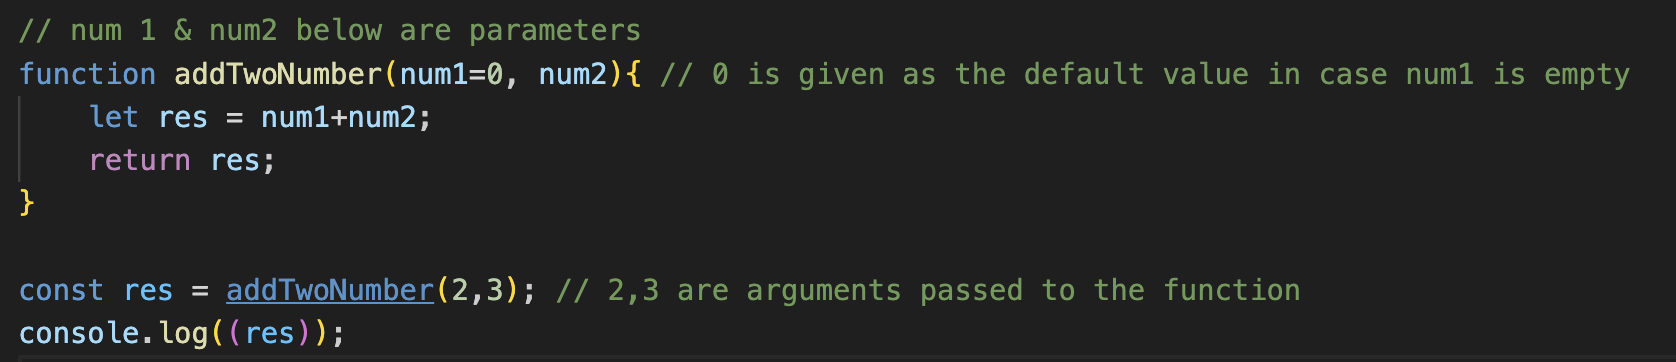 // num 1 & num2 below are parameters
function addTwoNumber(num1=0, num2){ // 0 is given as the default value in case num1 is empty
    let res = num1+num2;
    return res;
}
const res = addTwoNumber(2,3); // 2,3 are arguments passed to the function
console.log((res));